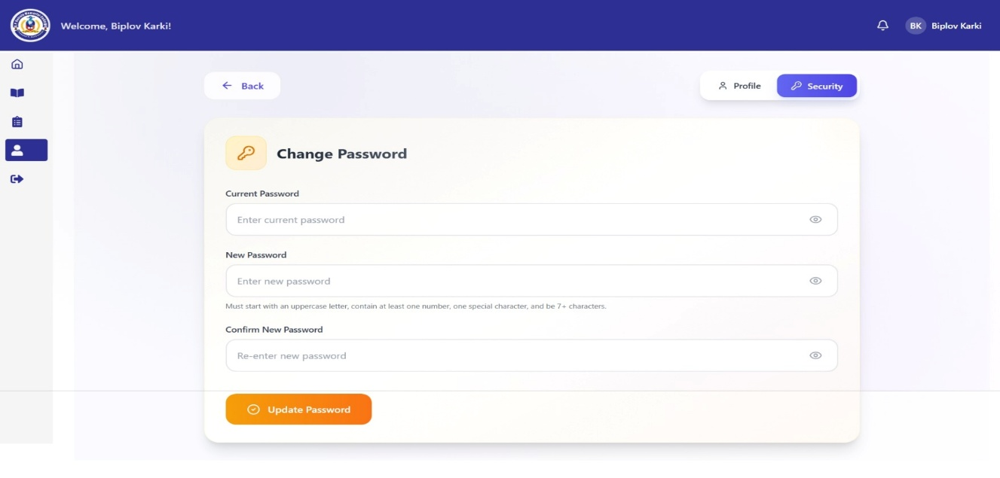 Welcome, Biplov Karki!
BK Biplov Karki
Back
Profile
Security
Change Password
Current Password
Enter current password
New Password
Enter new password
Must start with an uppercase letter, contain at least one number, one special character, and be 7+ characters.
Confirm New Password
Re-enter new password
Update Password